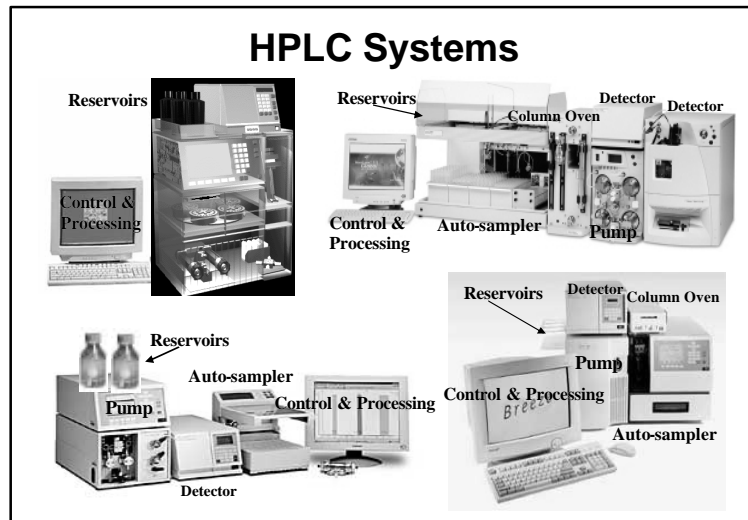 HPLC Systems
Reservoirs
Control &
Processing
Reservoirs
Column Oven
Detector
Detector
Control &
Processing
Auto-sampler
Pump
Reservoirs
Pump
Auto-sampler
Control & Processing
Detector
Reservoirs
Detector
Column Oven
Pump
Control &
Processing
Breeze
Auto-sampler